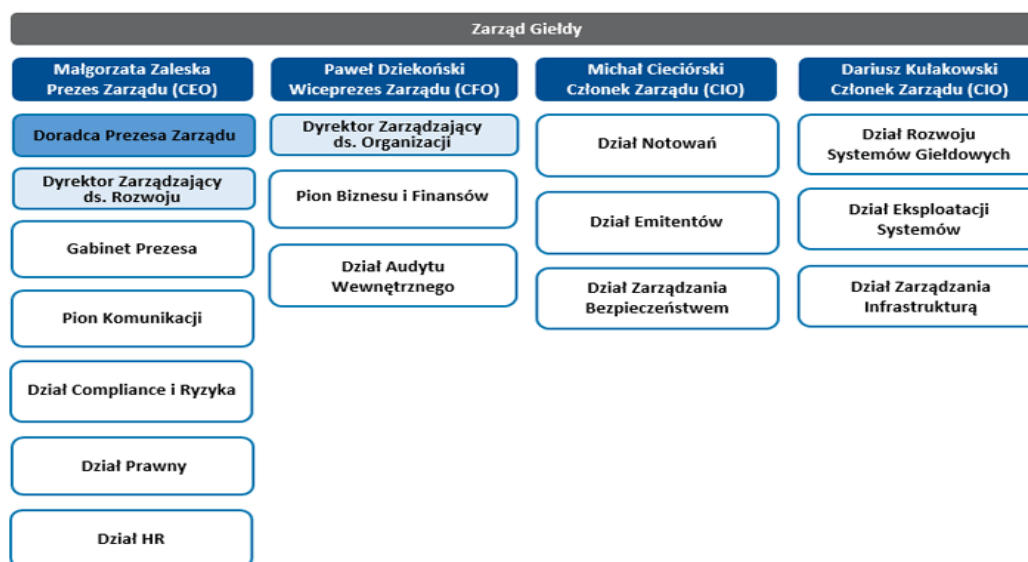 Zarząd Giełdy
Małgorzata Zaleska
Prezes Zarządu (CEO)
Doradca Prezesa Zarządu
Dyrektor Zarządzający
ds. Rozwoju
Gabinet Prezesa
Pion Komunikacji
Dział Compliance i Ryzyka
Dział Prawny
Dział HR
Paweł Dziekoński
Wiceprezes Zarządu (CFO)
Dyrektor Zarządzający
ds. Organizacji
Pion Biznesu i Finansów
Dział Audytu
Wewnętrznego
Michał Cieciórski
Członek Zarządu (CIO)
Dział Notowań
Dział Emitentów
Dział Zarządzania
Bezpieczeństwem
Dariusz Kułakowski
Członek Zarządu (CIO)
Dział Rozwoju
Systemów Giełdowych
Dział Eksploatacji
Systemów
Dział Zarządzania
Infrastrukturą